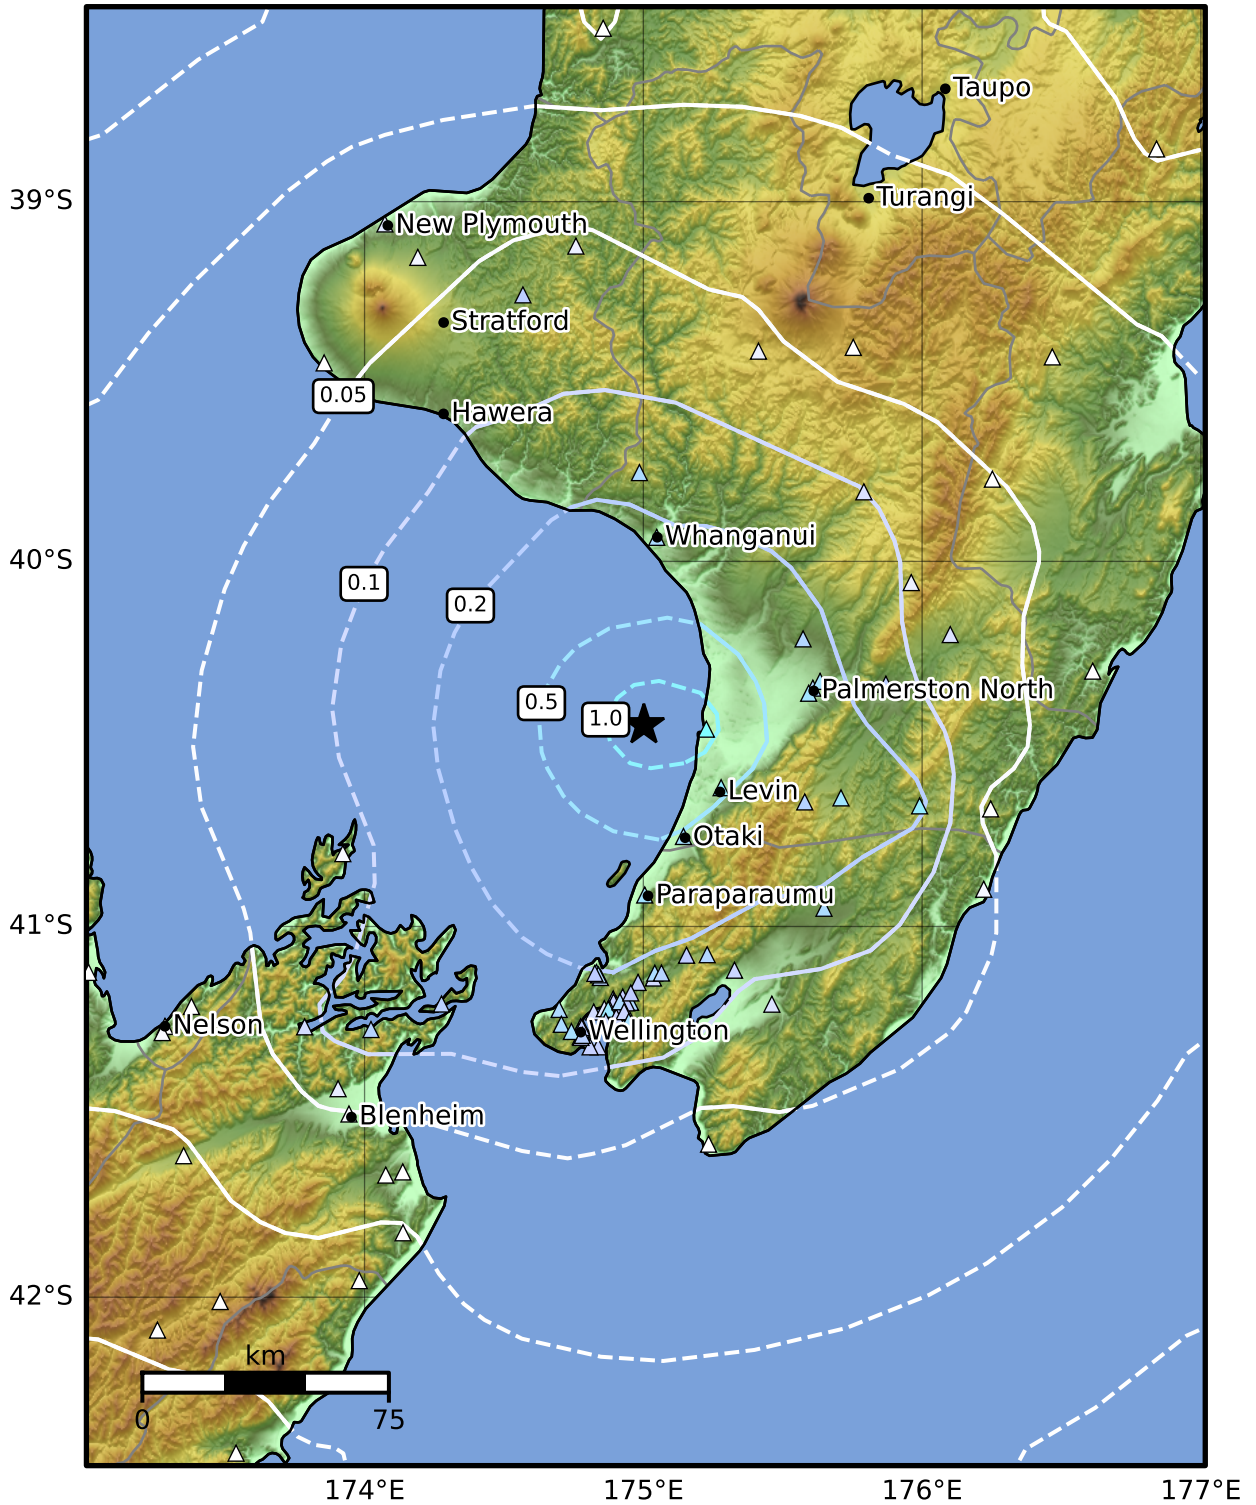 Taupo
39°S
Turangi
New Plymouth
Stratford
0.05
Hawera
Whanganui
40°S
0.1
0.2
Palmerston North
0.5
1.0
Levin
Otaki
Paraparaumu
41°S
Nelson
Wellington
Blenheim
42°S
km
0
75
174°E
175°E
176°E
177°E